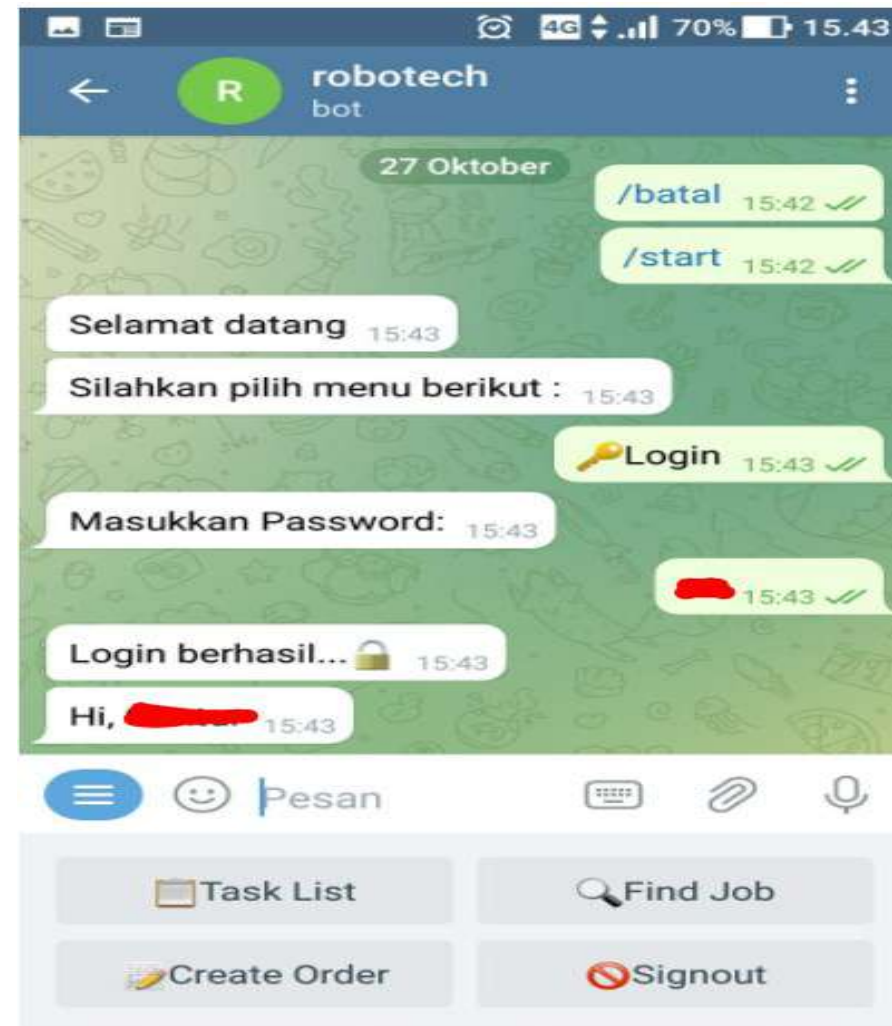 4G 70% 15.43
R robotech
bot
27 Oktober
/batal 15:42
/start 15:42
Selamat datang 15:43
Silahkan pilih menu berikut : 15:43
🔑Login 15:43
Masukkan Password: 15:43
15:43
Login berhasil...🔓 15:43
Hi, 15:43
Pesan
📋Task List 🔍Find Job
📝Create Order 🚫Signout